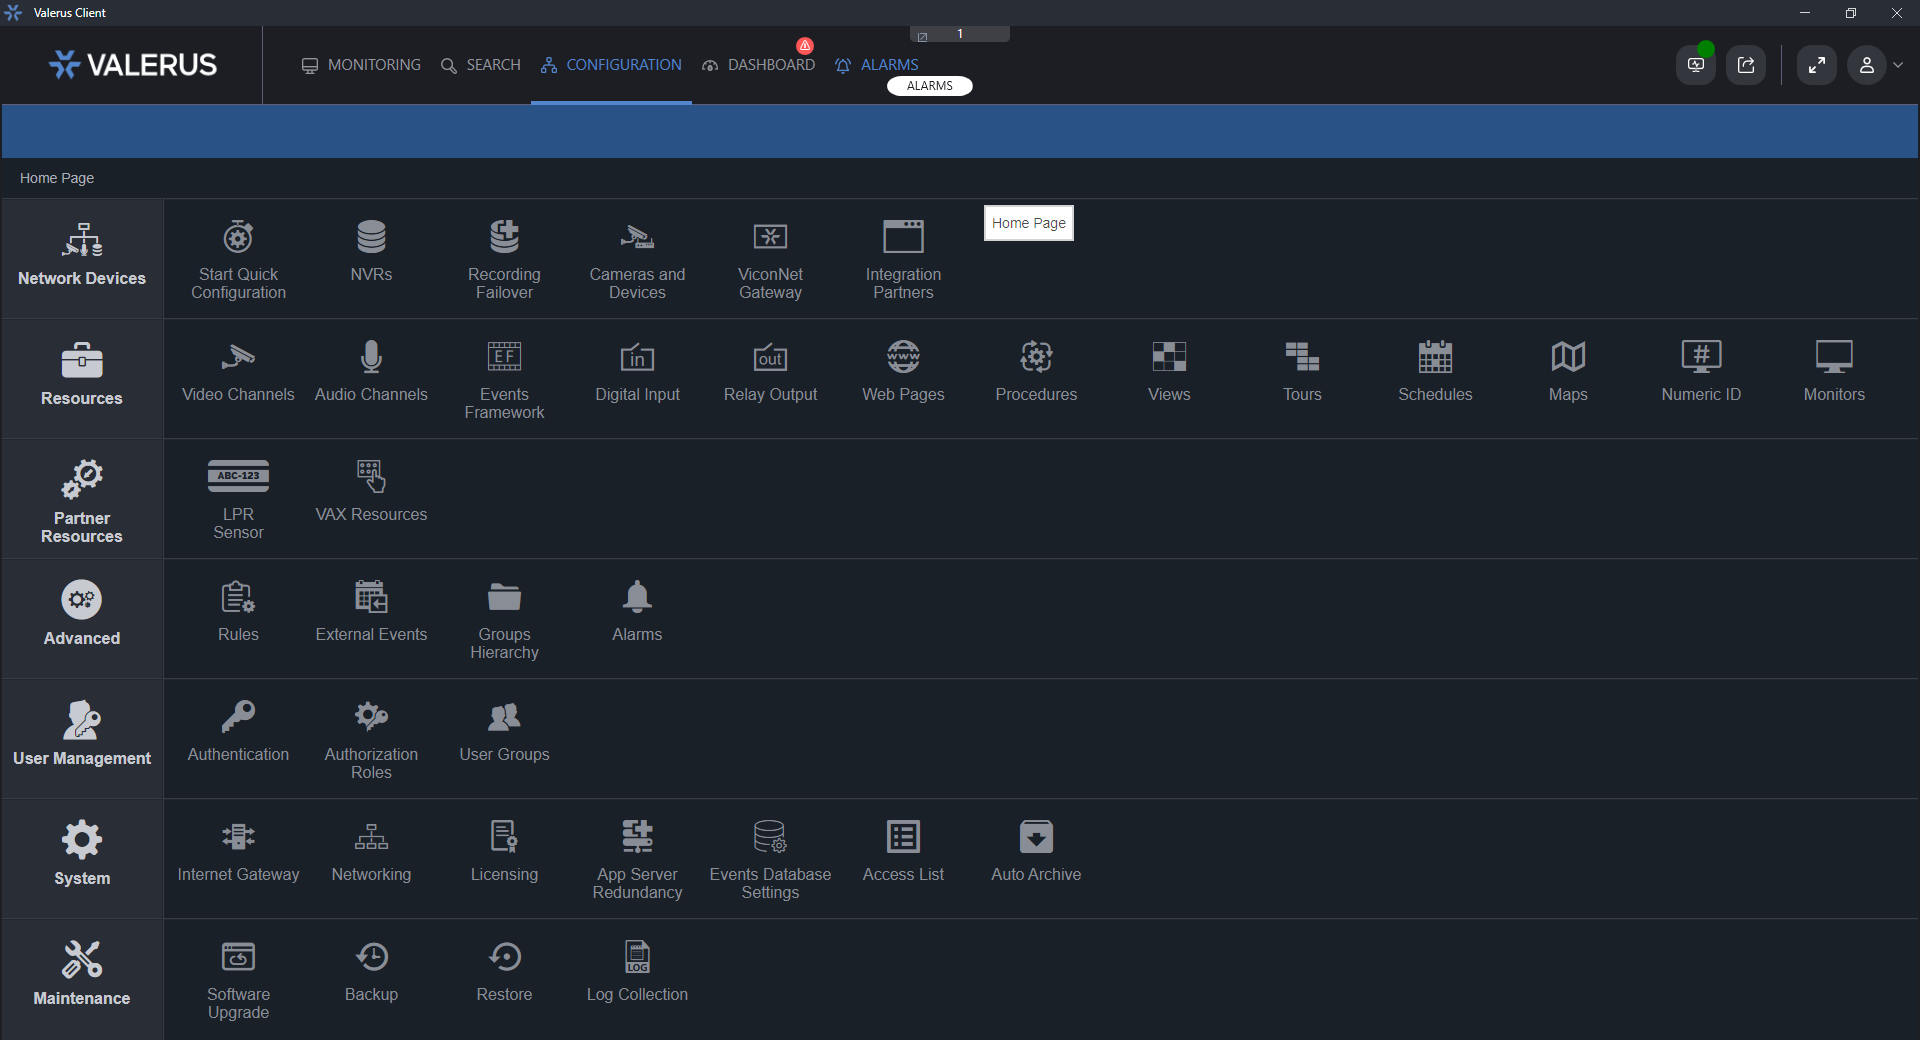 Valerus Client
1
VALERUS
MONITORING
SEARCH
CONFIGURATION
DASHBOARD
ALARMS
ALARMS
Home Page
Home Page
Network Devices
Start Quick
Configuration
NVRs
Recording
Failover
Cameras and
Devices
ViconNet
Gateway
Integration
Partners
Resources
Video Channels
Audio Channels
EF
Events
Framework
in
Digital Input
out
Relay Output
www
Web Pages
Procedures
Views
Tours
Schedules
Maps
#
Numeric ID
Monitors
Partner
Resources
ABC-123
LPR
Sensor
VAX Resources
Advanced
Rules
External Events
Groups
Hierarchy
Alarms
User Management
Authentication
Authorization
Roles
User Groups
System
Internet Gateway
Networking
Licensing
App Server
Redundancy
Events Database
Settings
Access List
Auto Archive
Maintenance
Software
Upgrade
Backup
Restore
LOG
Log Collection